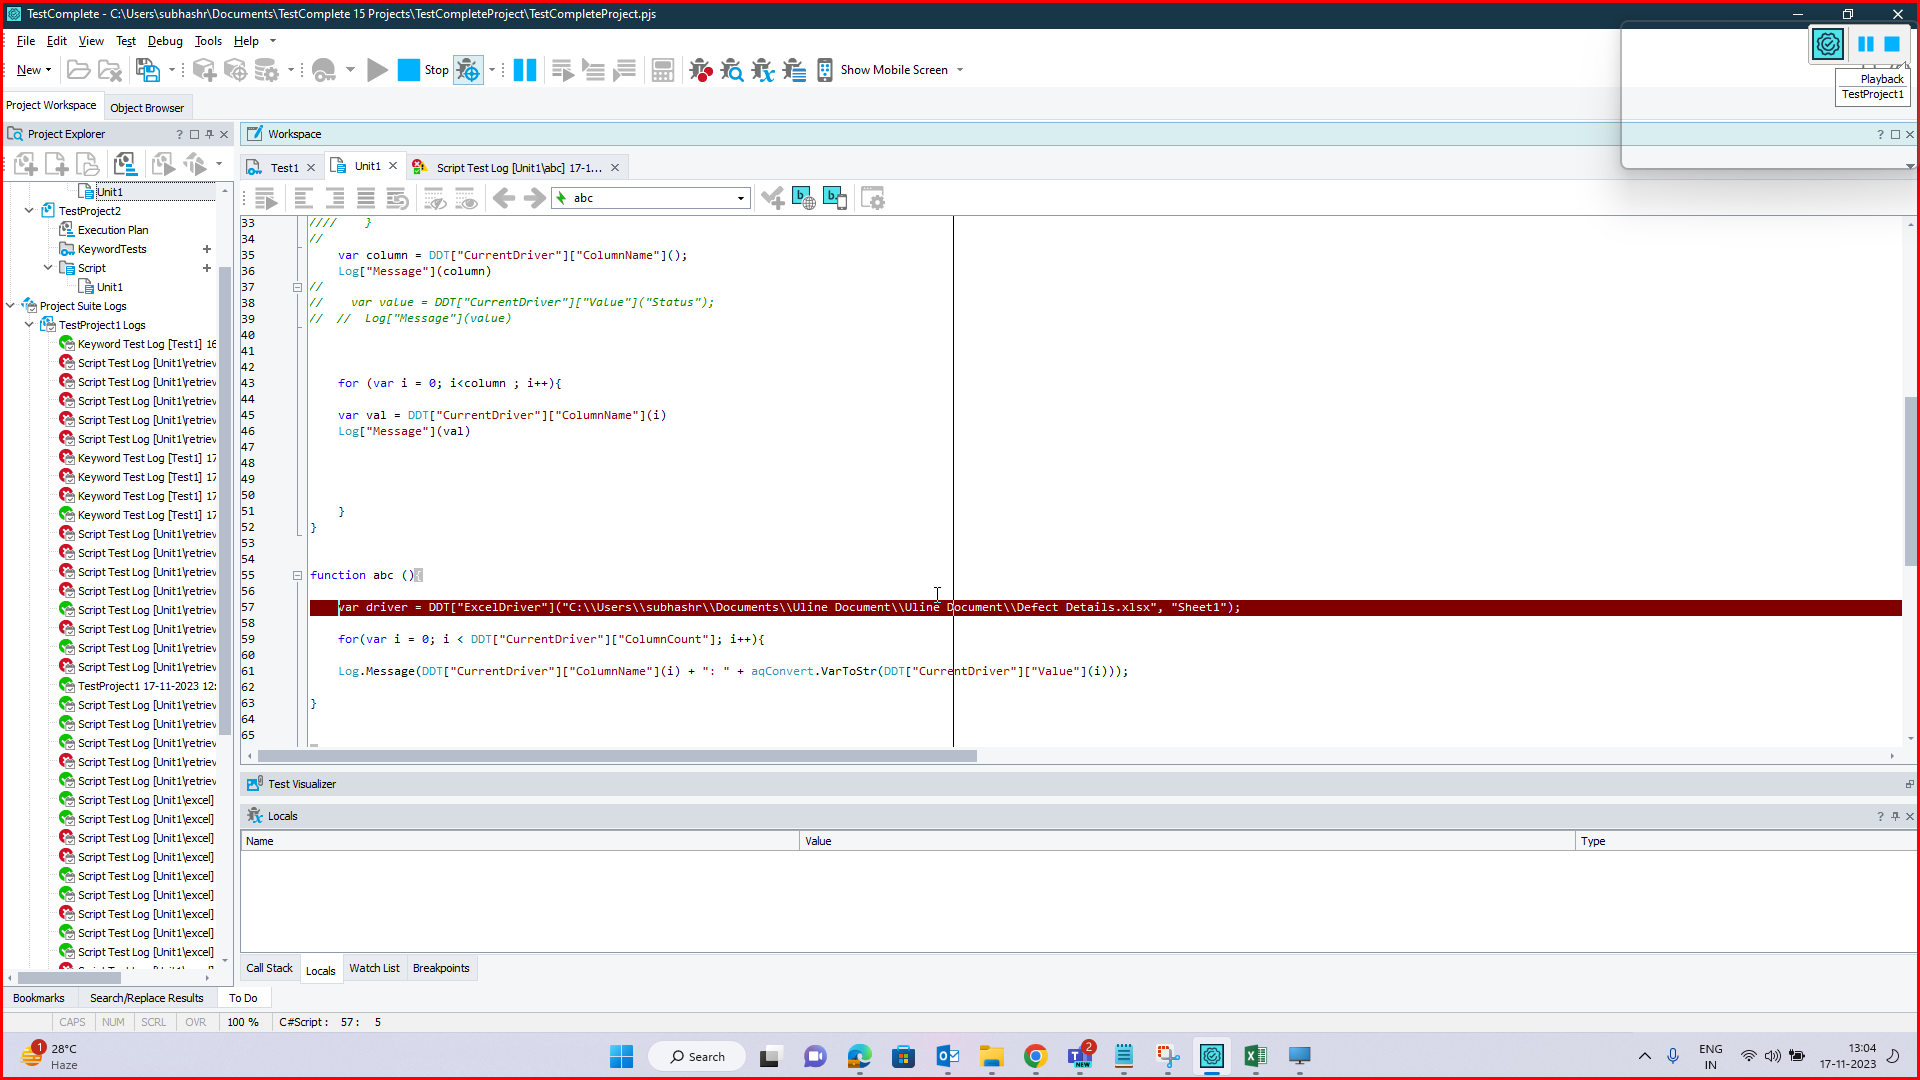 TestComplete - C:\Users\subhashr\Documents\TestComplete 15 Projects\TestCompleteProject\TestCompleteProject.pjs
File Edit View Test Debug Tools Help
New Stop Show Mobile Screen
Playback
TestProject1
Project Workspace Object Browser
Project Explorer ?
Workspace ?
Test1 Unit1 Script Test Log [Unit1\abc] 17-1...
abc
Unit1
TestProject2
Execution Plan
KeywordTests +
Script +
Unit1
Project Suite Logs
TestProject1 Logs
Keyword Test Log [Test1] 16
Script Test Log [Unit1\retriev
Script Test Log [Unit1\retriev
Script Test Log [Unit1\retriev
Script Test Log [Unit1\retriev
Script Test Log [Unit1\retriev
Keyword Test Log [Test1] 17
Keyword Test Log [Test1] 17
Keyword Test Log [Test1] 17
Keyword Test Log [Test1] 17
Script Test Log [Unit1\retriev
Script Test Log [Unit1\retriev
Script Test Log [Unit1\retriev
Script Test Log [Unit1\retriev
Script Test Log [Unit1\retriev
Script Test Log [Unit1\retriev
Script Test Log [Unit1\retriev
Script Test Log [Unit1\retriev
TestProject1 17-11-2023 12:
Script Test Log [Unit1\retriev
Script Test Log [Unit1\retriev
Script Test Log [Unit1\retriev
Script Test Log [Unit1\retriev
Script Test Log [Unit1\retriev
Script Test Log [Unit1\excel]
Script Test Log [Unit1\excel]
Script Test Log [Unit1\excel]
Script Test Log [Unit1\excel]
Script Test Log [Unit1\excel]
Script Test Log [Unit1\excel]
Script Test Log [Unit1\excel]
Script Test Log [Unit1\excel]
Script Test Log [Unit1\excel]
33 //// }
34 //
35 var column = DDT["CurrentDriver"]["ColumnName"]();
36 Log["Message"](column)
37 //
38 // var value = DDT["CurrentDriver"]["Value"]("Status");
39 // // Log["Message"](value)
40
41
42
43 for (var i = 0; i<column ; i++){
44
45 var val = DDT["CurrentDriver"]["ColumnName"](i)
46 Log["Message"](val)
47
48
49
50
51 }
52 }
53
54
55 function abc (){
56
57 var driver = DDT["ExcelDriver"]("C:\\Users\\subhashr\\Documents\\Uline Document\\Uline Document\\Defect Details.xlsx", "Sheet1");
58
59 for(var i = 0; i < DDT["CurrentDriver"]["ColumnCount"]; i++){
60
61 Log.Message(DDT["CurrentDriver"]["ColumnName"](i) + ": " + aqConvert.VarToStr(DDT["CurrentDriver"]["Value"](i)));
62
63 }
64
65
Test Visualizer
Locals ?
Name Value Type
Call Stack Locals Watch List Breakpoints
Bookmarks Search/Replace Results To Do
CAPS NUM SCRL OVR 100 % C#Script : 57 : 5
1 28°C
Haze
Search
2
NEW
ENG
IN
13:04
17-11-2023